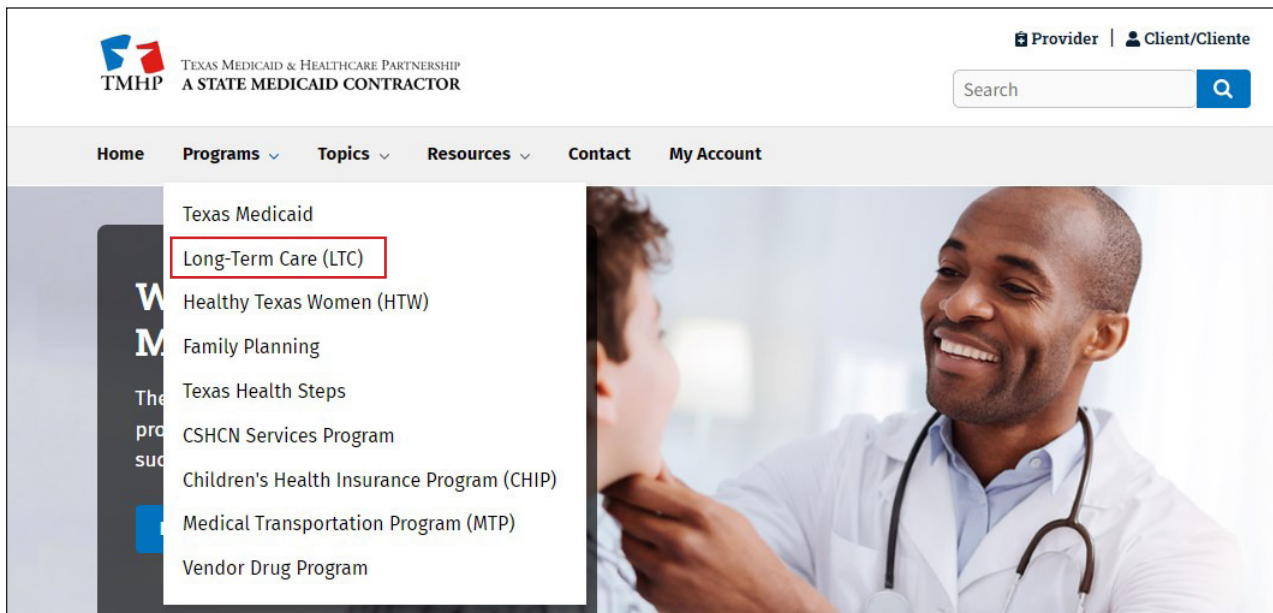 Provider | Client/Cliente
TMHP
TEXAS MEDICAID & HEALTHCARE PARTNERSHIP
A STATE MEDICAID CONTRACTOR
Search
Home Programs Topics Resources Contact My Account
Texas Medicaid
Long-Term Care (LTC)
Healthy Texas Women (HTW)
Family Planning
Texas Health Steps
CSHCN Services Program
Children's Health Insurance Program (CHIP)
Medical Transportation Program (MTP)
Vendor Drug Program